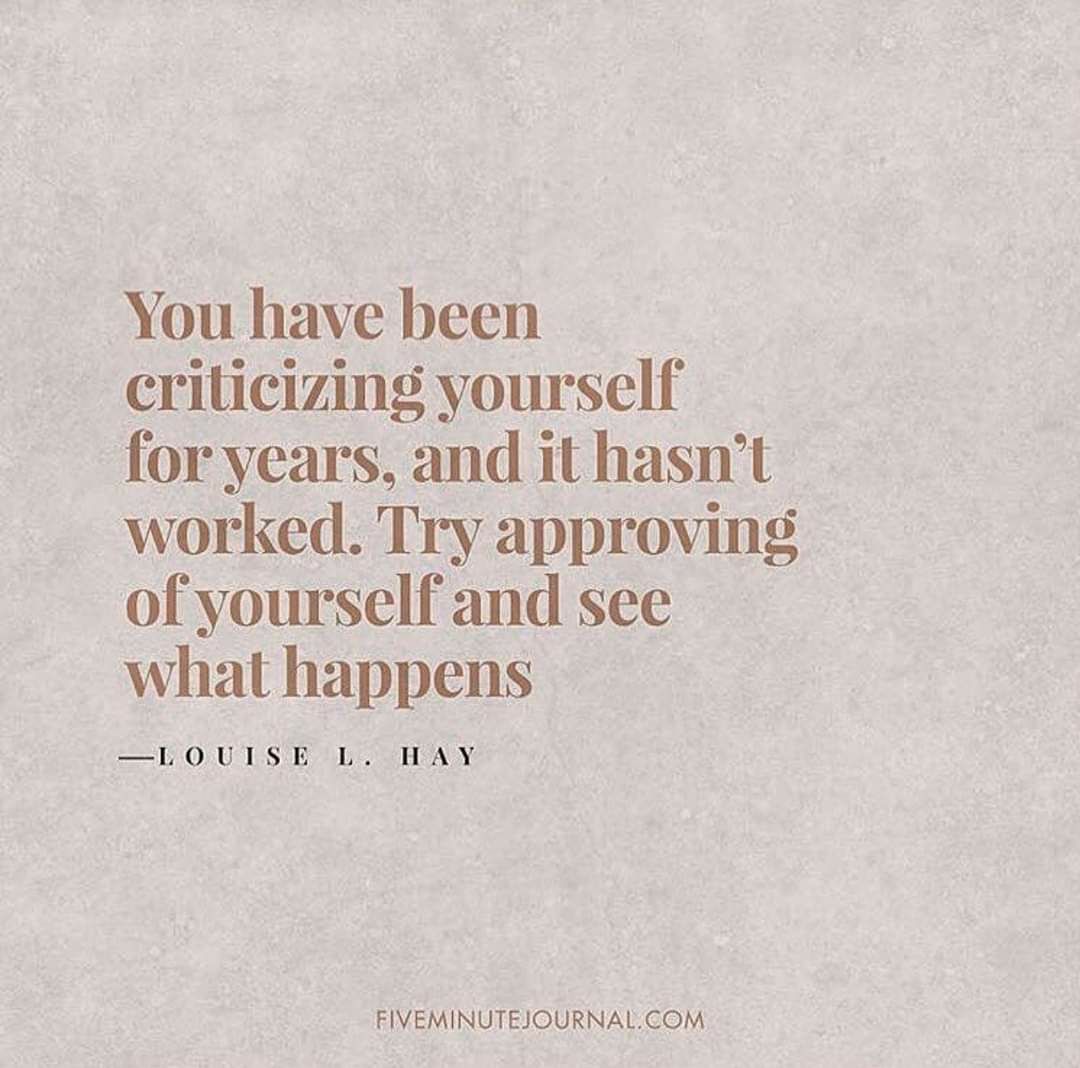 You have been
criticizing yourself
for years, and it hasn’t
worked. Try approving
of yourself and see
what happens
—LOUISE L. HAY
FIVEMINUTEJOURNAL.COM